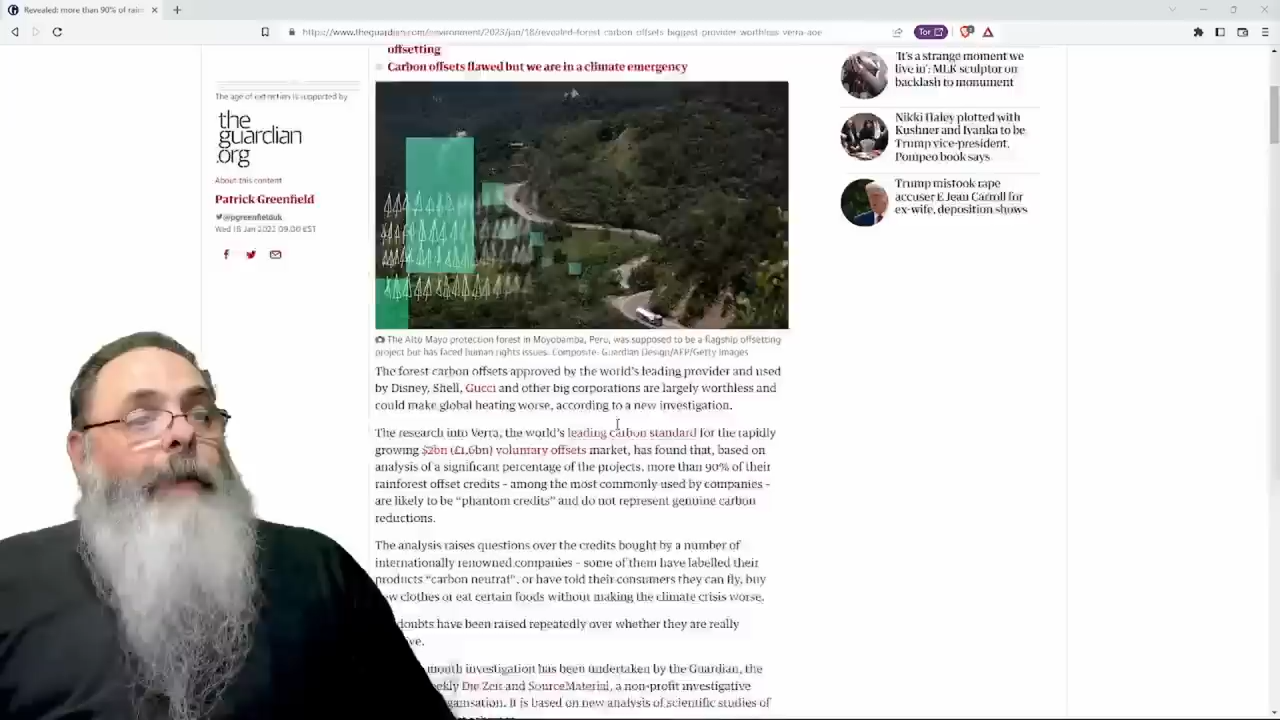 Revealed: more than 90% of rain
https://www.theguardian.com/environment/2023/jan/18/revealed-forest-carbon-offsets-biggest-provider-worthless-verra-aoe
Tor
offsetting
Carbon offsets flawed but we are in a climate emergency
The age of extinction is supported by
the
guardian
.org
About this content
Patrick Greenfield
@pgreenfielduk
Wed 18 Jan 2023 09.00 EST
The Alto Mayo protection forest in Moyobamba, Peru, was supposed to be a flagship offsetting
project but has faced human rights issues. Composite: Guardian Design/AFP/Getty Images
The forest carbon offsets approved by the world's leading provider and used
by Disney, Shell, Gucci and other big corporations are largely worthless and
could make global heating worse, according to a new investigation.
The research into Verra, the world's leading carbon standard for the rapidly
growing $2bn (£1.6bn) voluntary offsets market, has found that, based on
analysis of a significant percentage of the projects, more than 90% of their
rainforest offset credits - among the most commonly used by companies -
are likely to be “phantom credits” and do not represent genuine carbon
reductions.
The analysis raises questions over the credits bought by a number of
internationally renowned companies - some of them have labelled their
products “carbon neutral”, or have told their consumers they can fly, buy
new clothes or eat certain foods without making the climate crisis worse.
doubts have been raised repeatedly over whether they are really
month investigation has been undertaken by the Guardian, the
Die Zeit and SourceMaterial, a non-profit investigative
It is based on new analysis of scientific studies of
'It's a strange moment we
live in': MLK sculptor on
backlash to monument
Nikki Haley plotted with
Kushner and Ivanka to be
Trump vice-president,
Pompeo book says
Trump mistook rape
accuser E Jean Carroll for
ex-wife, deposition shows